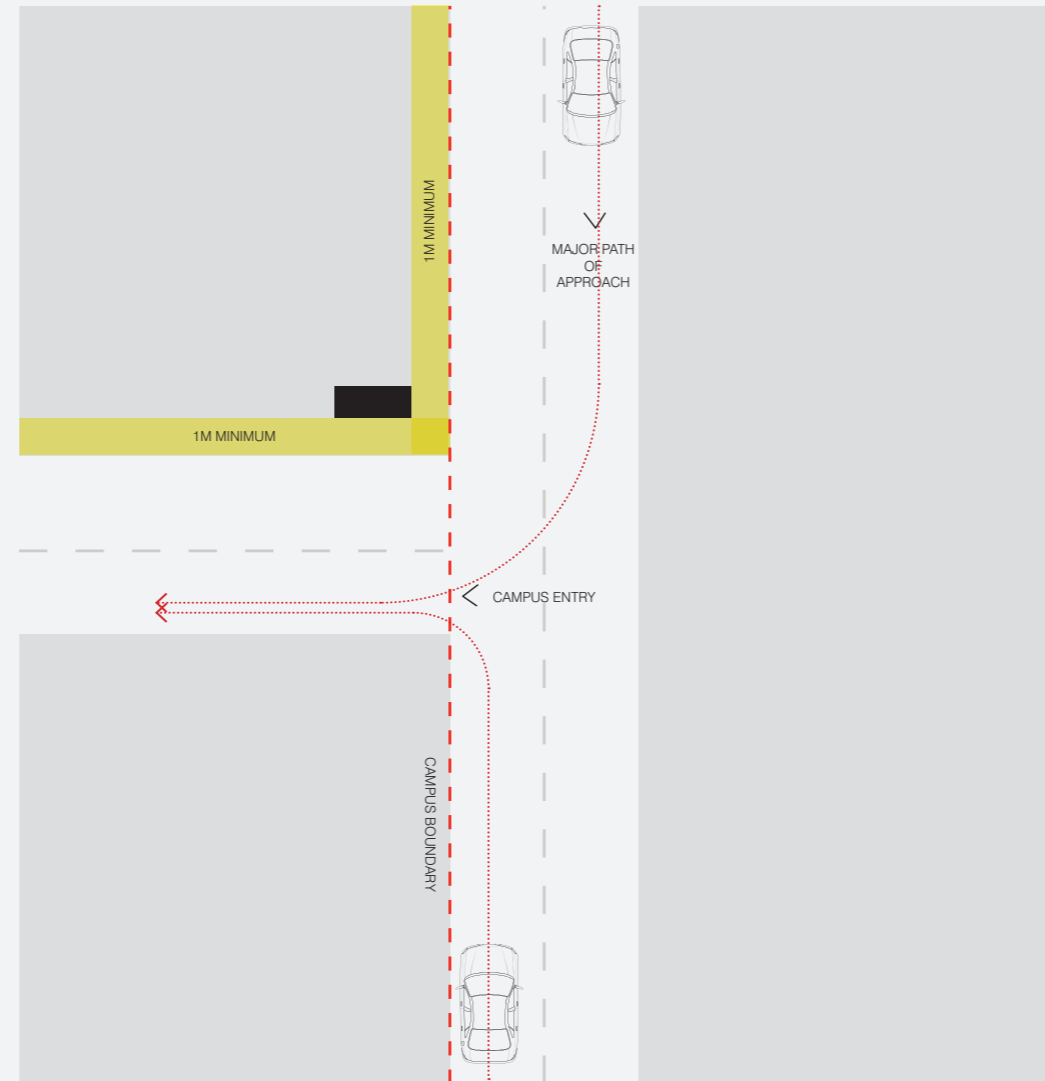 1M MINIMUM
MAJOR PATH
OF
APPROACH
1M MINIMUM
CAMPUS ENTRY
CAMPUS BOUNDARY